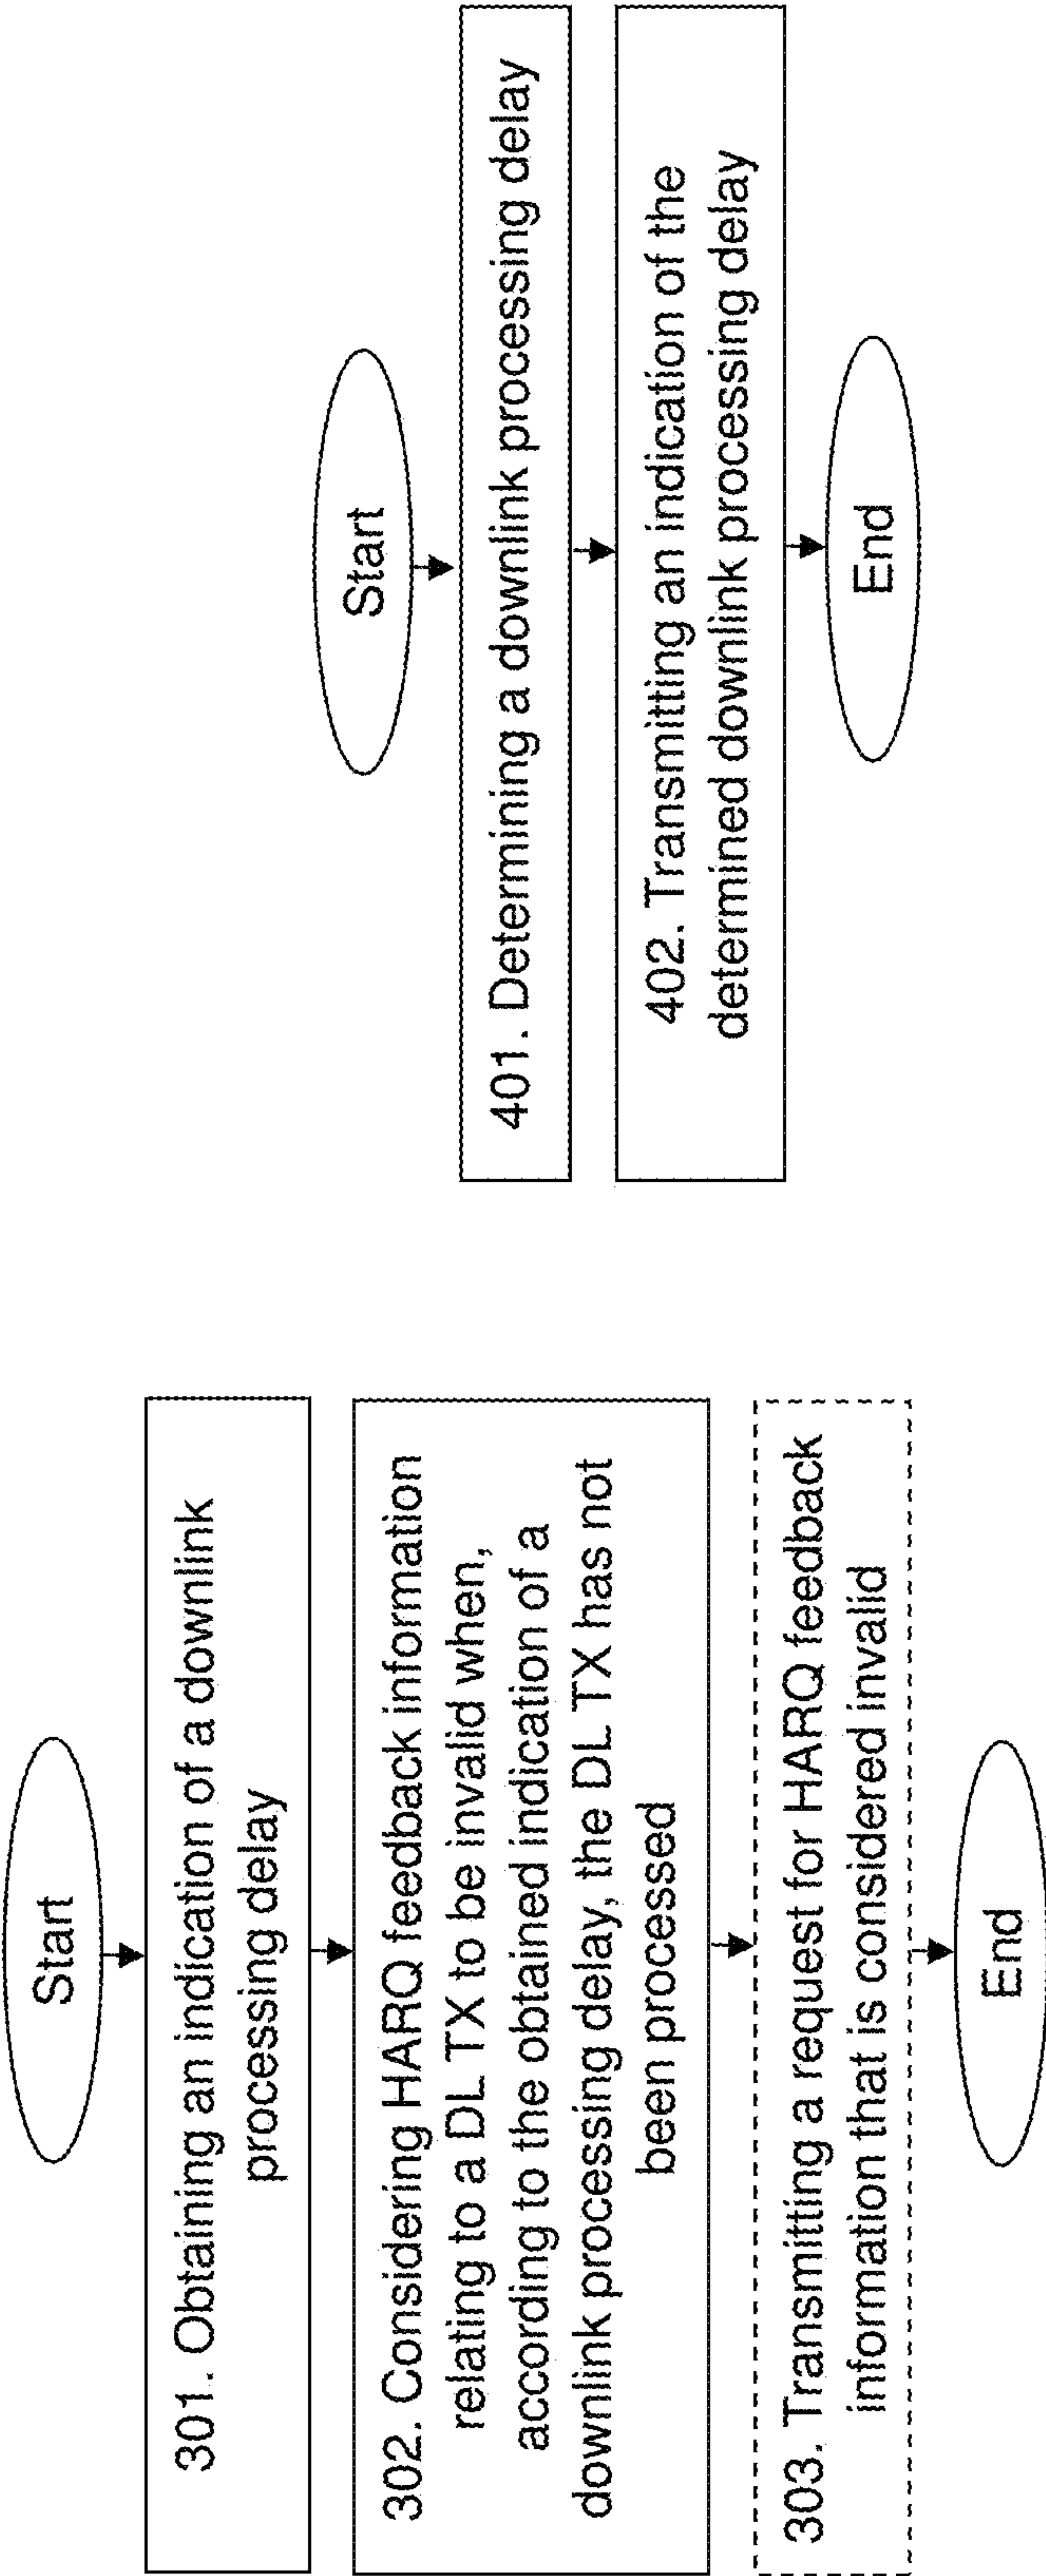 Start
301. Obtaining an indication of a downlink
processing delay
302. Considering HARQ feedback information
relating to a DL TX to be invalid when,
according to the obtained indication of a
downlink processing delay, the DL TX has not
been processed
303. Transmitting a request for HARQ feedback
information that is considered invalid
End
Start
401. Determining a downlink processing delay
402. Transmitting an indication of the
determined downlink processing delay
End